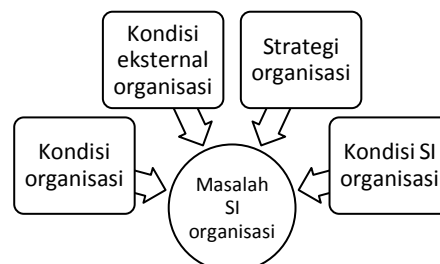 Kondisi
eksternal
organisasi
Strategi
organisasi
Kondisi
organisasi
Masalah
SI
organisasi
Kondisi SI
organisasi